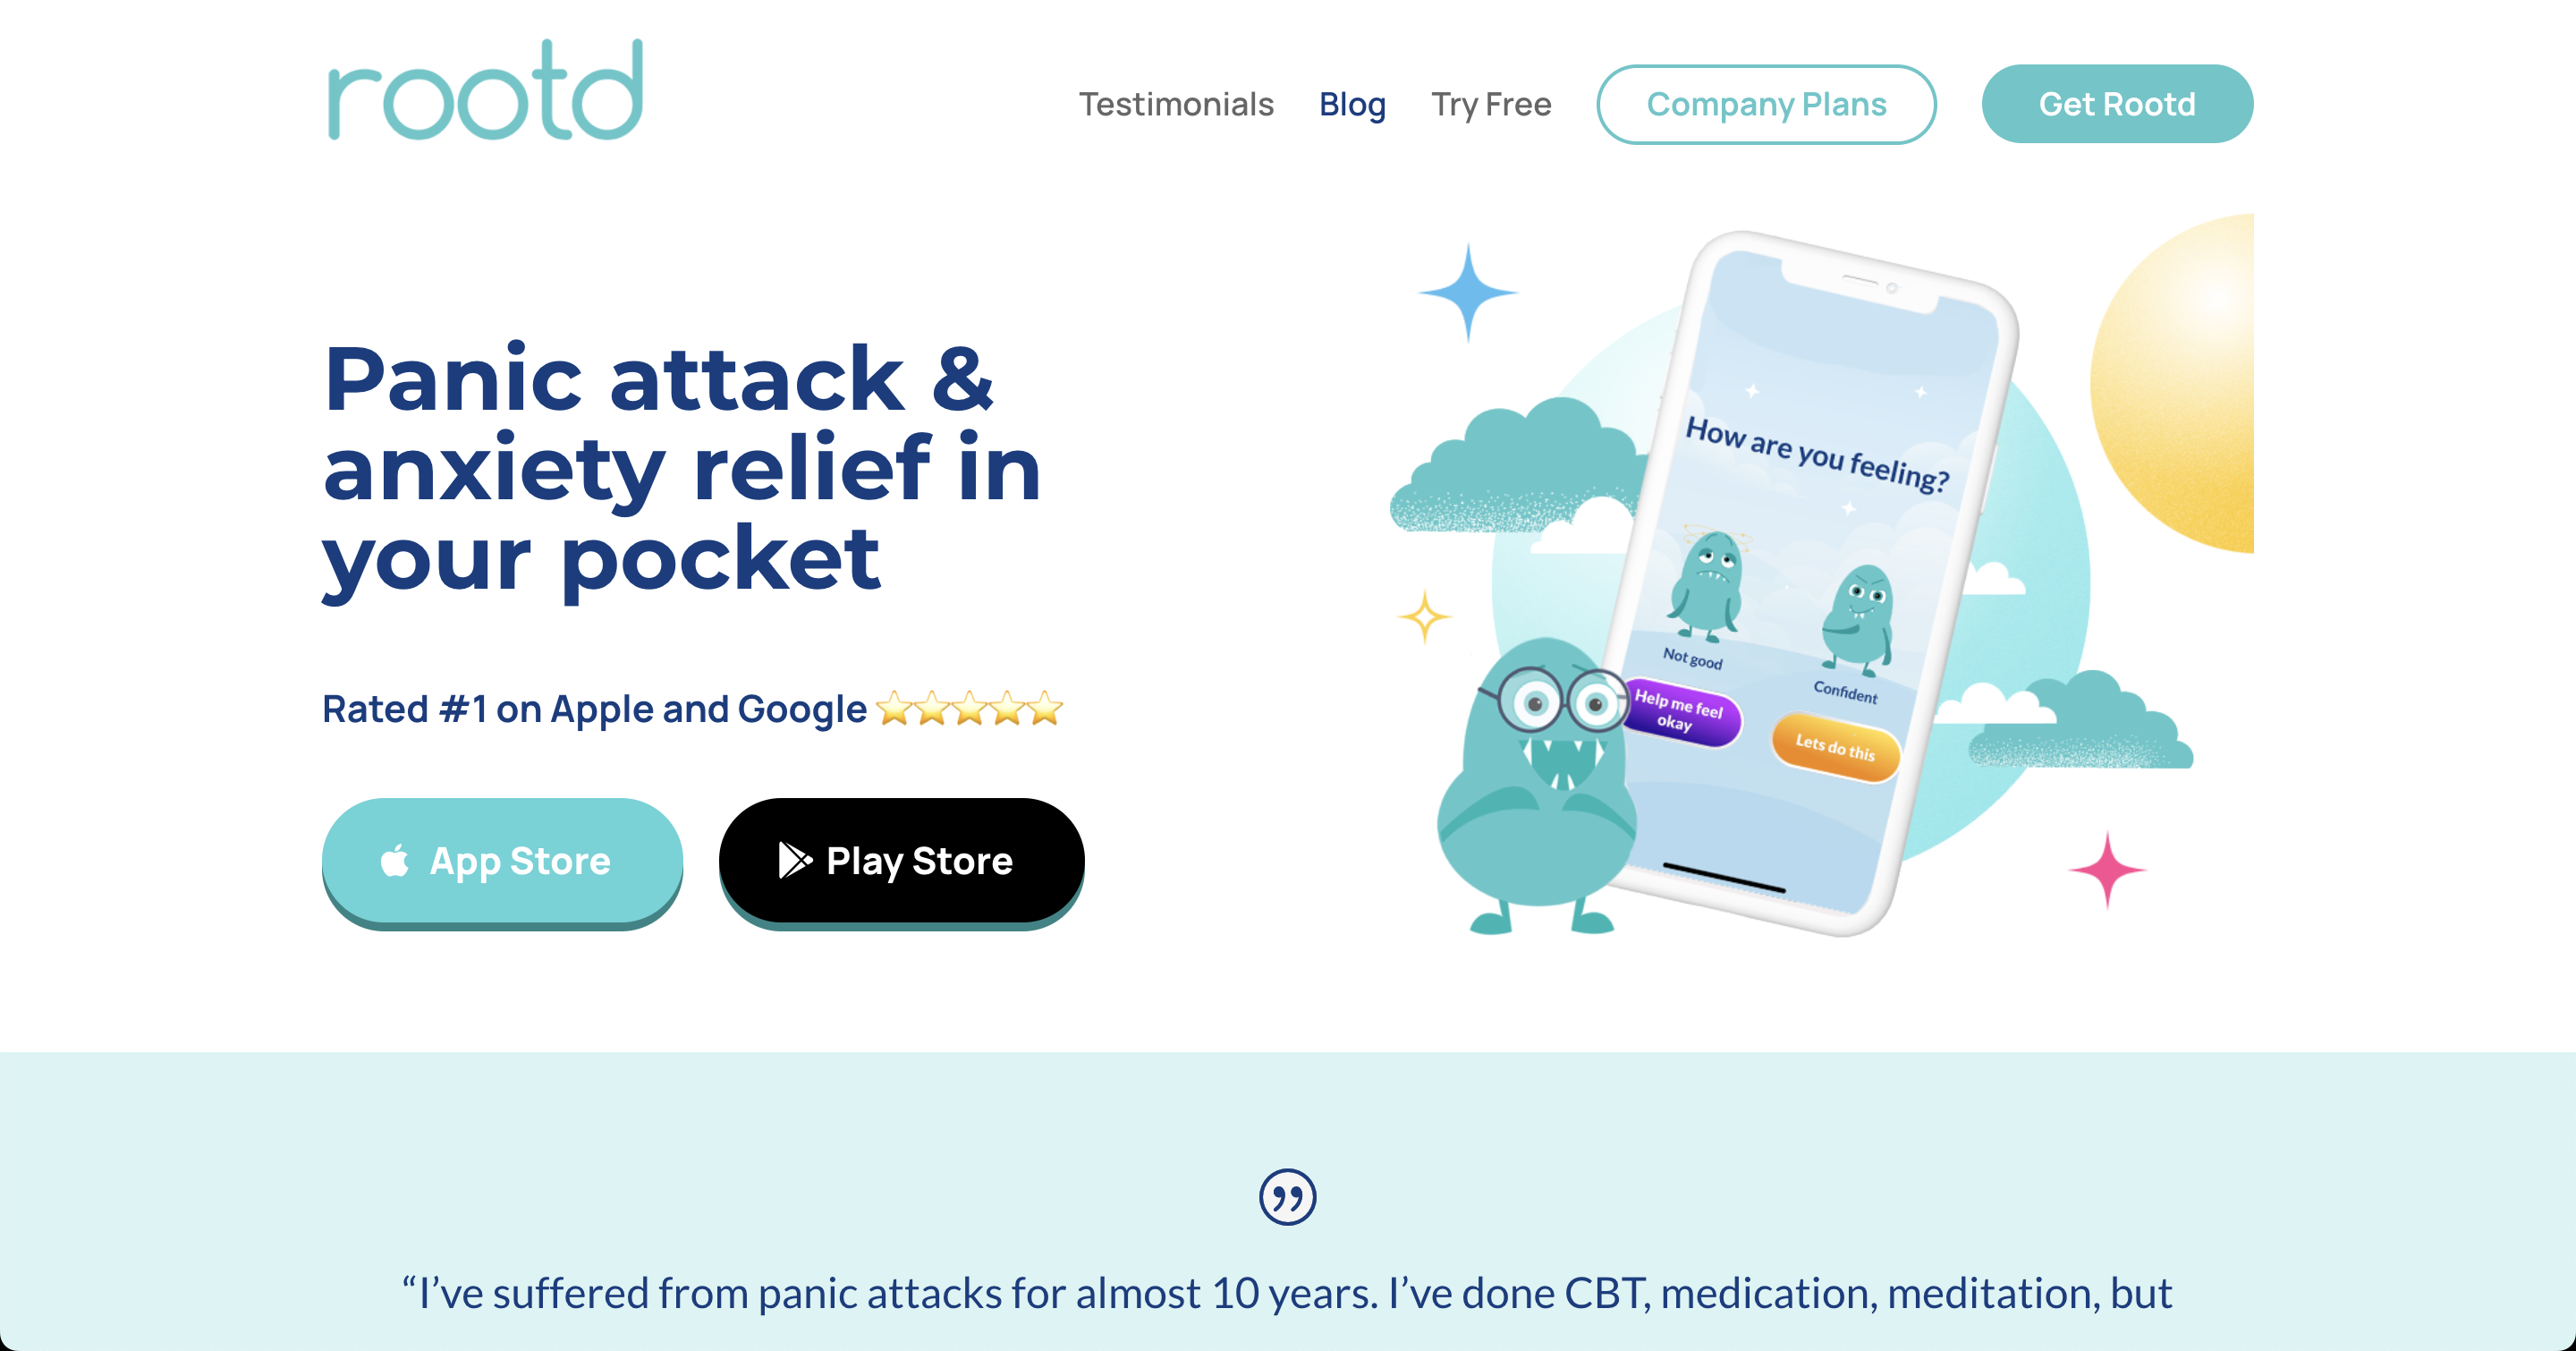 rootd
Testimonials
Blog
Try Free
Company Plans
Get Rootd
Panic attack &
anxiety relief in
your pocket
Rated #1 on Apple and Google ⭐⭐⭐⭐⭐
App Store
Play Store
How are you feeling?
Not good
Confident
Help me feel
okay
Lets do this
“I’ve suffered from panic attacks for almost 10 years. I’ve done CBT, medication, meditation, but